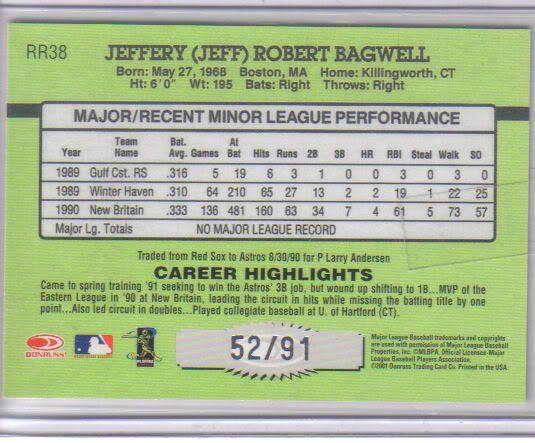 RR38
JEFFERY (JEFF) ROBERT BAGWELL
Born: May 27, 1968 Boston, MA Home: Killingworth, CT
Ht: 6'0" Wt: 195 Bats: Right Throws: Right
MAJOR/RECENT MINOR LEAGUE PERFORMANCE
Year Team Name Bat. Avg. Games At Bat Hits Runs 2B 3B HR RBI Steal Walk SO
1989 Gulf Cst. RS .316 5 19 6 3 1 0 0 3 0 3 0
1989 Winter Haven .310 64 210 65 27 13 2 2 19 1 22 25
1990 New Britain .333 136 481 160 63 34 7 4 61 5 73 57
Major Lg. Totals NO MAJOR LEAGUE RECORD
Traded from Red Sox to Astros 8/30/90 for P Larry Andersen
CAREER HIGHLIGHTS
Came to spring training '91 seeking to win the Astros' 3B job, but wound up shifting to 1B...MVP of the
Eastern League in '90 at New Britain, leading the circuit in hits while missing the batting title by one
point...Also led circuit in doubles...Played collegiate baseball at U. of Hartford (CT).
DONRUSS
52/91
Major League Baseball trademarks and copyrights
are used with permission of Major League Baseball
Properties, Inc. ©MLBPA. Official Licensee-Major
League Baseball Players Association.
©2001 Donruss Trading Card Co. Printed in the USA.